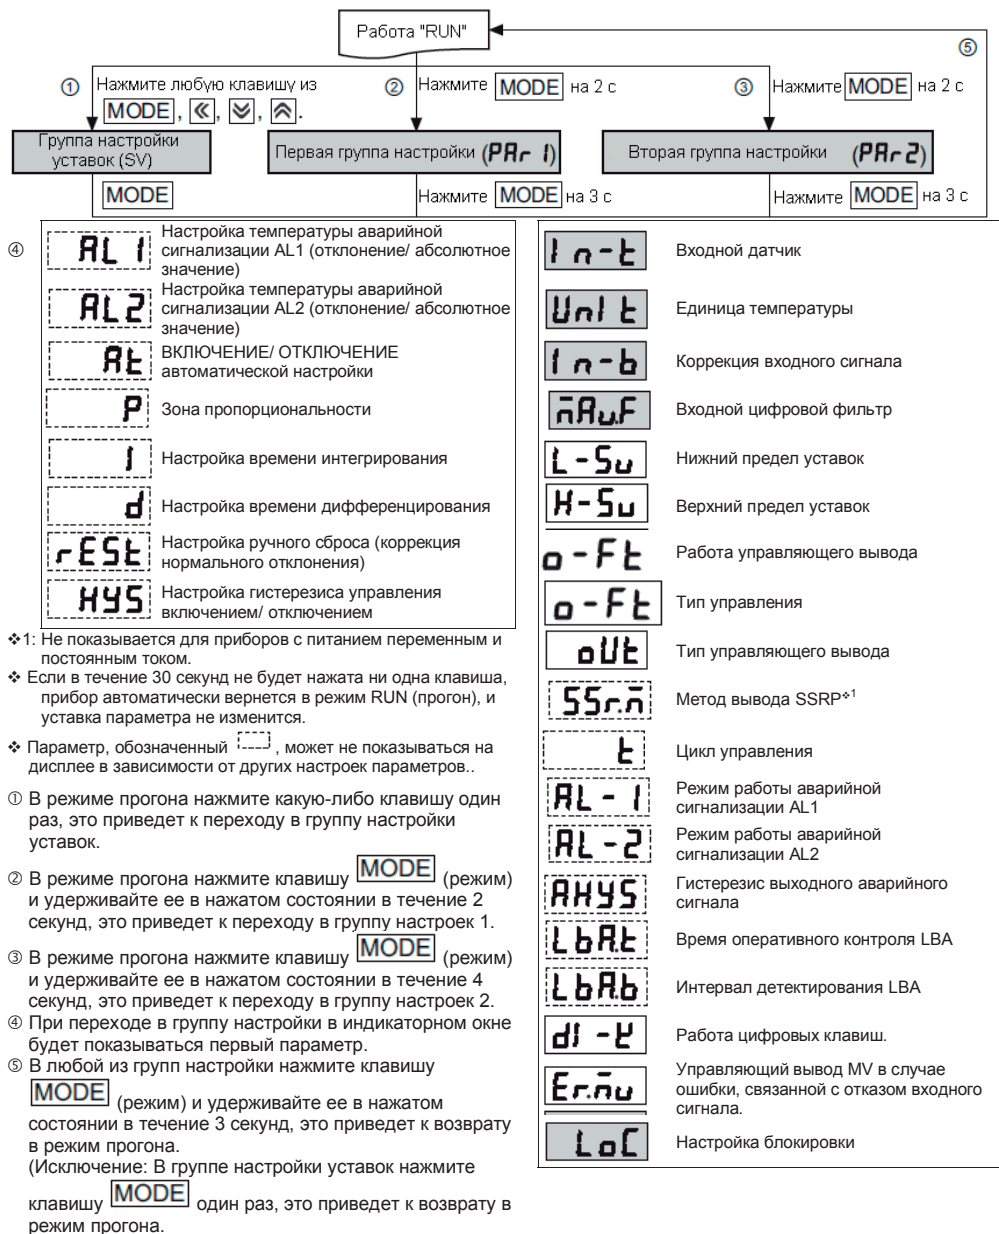 Работа "RUN"
⑤
① Нажмите любую клавишу из
MODE, «, , .
② Нажмите MODE на 2 с
③ Нажмите MODE на 2 с
Группа настройки
уставок (SV)
Первая группа настройки (PAr 1)
Вторая группа настройки (PAr2)
MODE
Нажмите MODE на 3 с
Нажмите MODE на 3 с
④
AL 1 Настройка температуры аварийной
сигнализации AL1 (отклонение/ абсолютное
значение)
AL2 Настройка температуры аварийной
сигнализации AL2 (отклонение/ абсолютное
значение)
At ВКЛЮЧЕНИЕ/ ОТКЛЮЧЕНИЕ
автоматической настройки
P Зона пропорциональности
I Настройка времени интегрирования
d Настройка времени дифференцирования
rESt Настройка ручного сброса (коррекция
нормального отклонения)
HYS Настройка гистерезиса управления
включением/ отключением
❖1: Не показывается для приборов с питанием переменным и
постоянным током.
❖ Если в течение 30 секунд не будет нажата ни одна клавиша,
прибор автоматически вернется в режим RUN (прогон), и
уставка параметра не изменится.
❖ Параметр, обозначенный , может не показываться на
дисплее в зависимости от других настроек параметров..
① В режиме прогона нажмите какую-либо клавишу один
раз, это приведет к переходу в группу настройки
уставок.
② В режиме прогона нажмите клавишу MODE (режим)
и удерживайте ее в нажатом состоянии в течение 2
секунд, это приведет к переходу в группу настроек 1.
③ В режиме прогона нажмите клавишу MODE (режим)
и удерживайте ее в нажатом состоянии в течение 4
секунд, это приведет к переходу в группу настроек 2.
④ При переходе в группу настройки в индикаторном окне
будет показываться первый параметр.
⑤ В любой из групп настройки нажмите клавишу
MODE (режим) и удерживайте ее в нажатом
состоянии в течение 3 секунд, это приведет к возврату
в режим прогона.
(Исключение: В группе настройки уставок нажмите
клавишу MODE один раз, это приведет к возврату в
режим прогона.
In-t Входной датчик
UnIt Единица температуры
In-b Коррекция входного сигнала
mAu.F Входной цифровой фильтр
L-Su Нижний предел уставок
H-Su Верхний предел уставок
o-Ft Работа управляющего вывода
o-Ft Тип управления
oUt Тип управляющего вывода
SSr.m Метод вывода SSRP❖1
t Цикл управления
AL-1 Режим работы аварийной
сигнализации AL1
AL-2 Режим работы аварийной
сигнализации AL2
AHYS Гистерезис выходного аварийного
сигнала
LbA.t Время оперативного контроля LBA
LbA.b Интервал детектирования LBA
dI-K Работа цифровых клавиш.
Er.mu Управляющий вывод MV в случае
ошибки, связанной с отказом входного
сигнала.
LoC Настройка блокировки